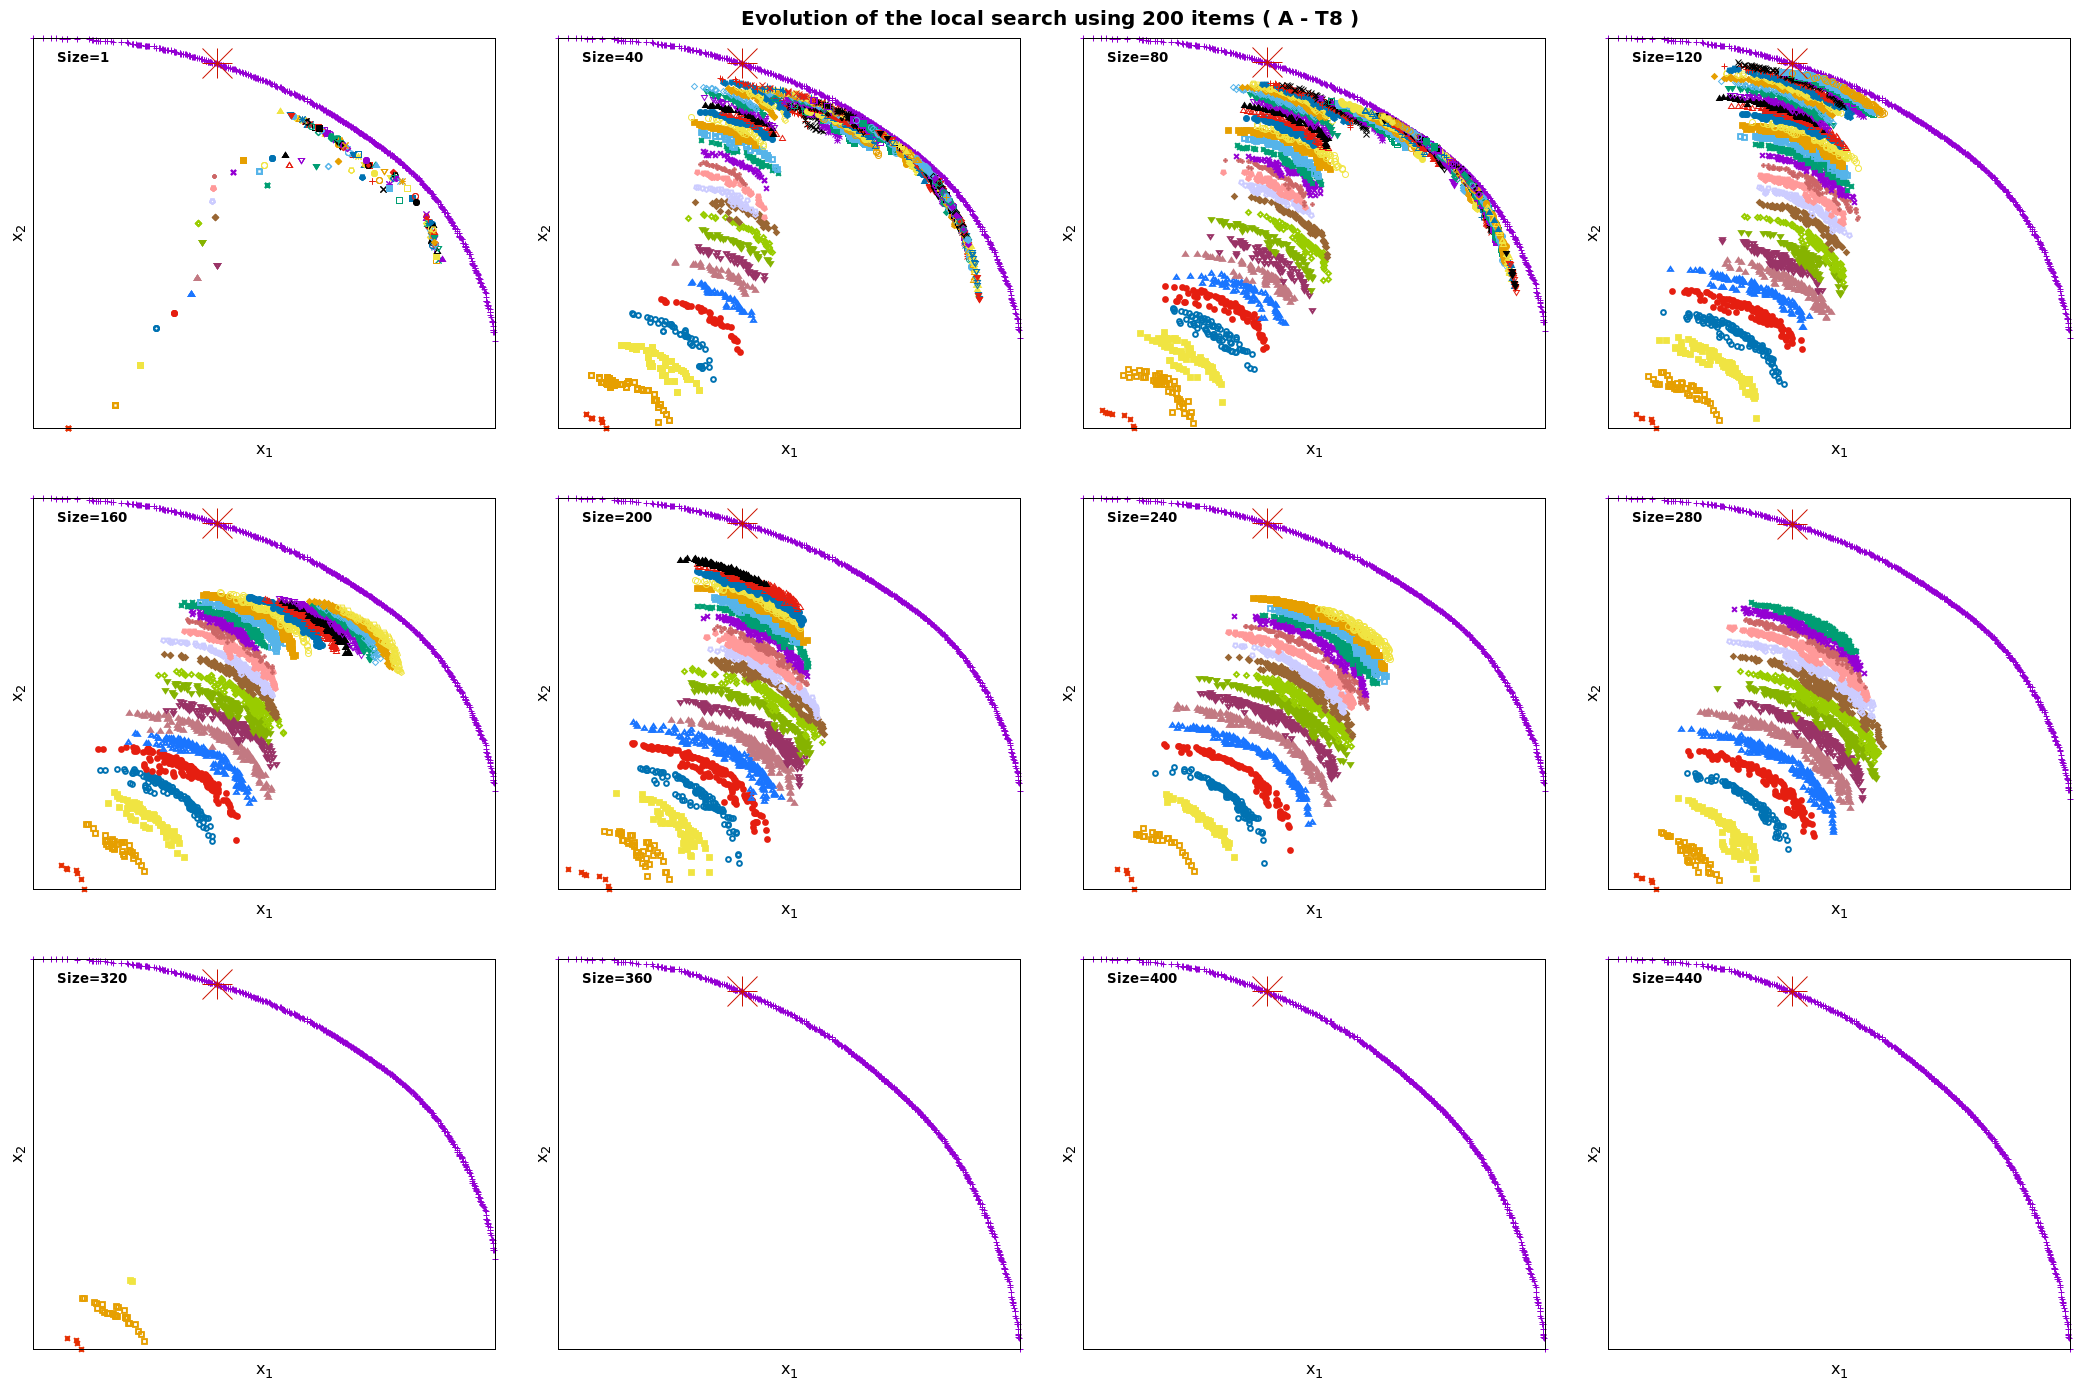 Evolution of the local search using 200 items ( A - T8 )
Size=1
Size=40
Size=80
Size=120
x2
x2
x2
x2
x1
x1
x1
x1
Size=160
Size=200
Size=240
Size=280
x2
x2
x2
x2
x1
x1
x1
x1
Size=320
Size=360
Size=400
Size=440
x2
x2
x2
x2
x1
x1
x1
x1